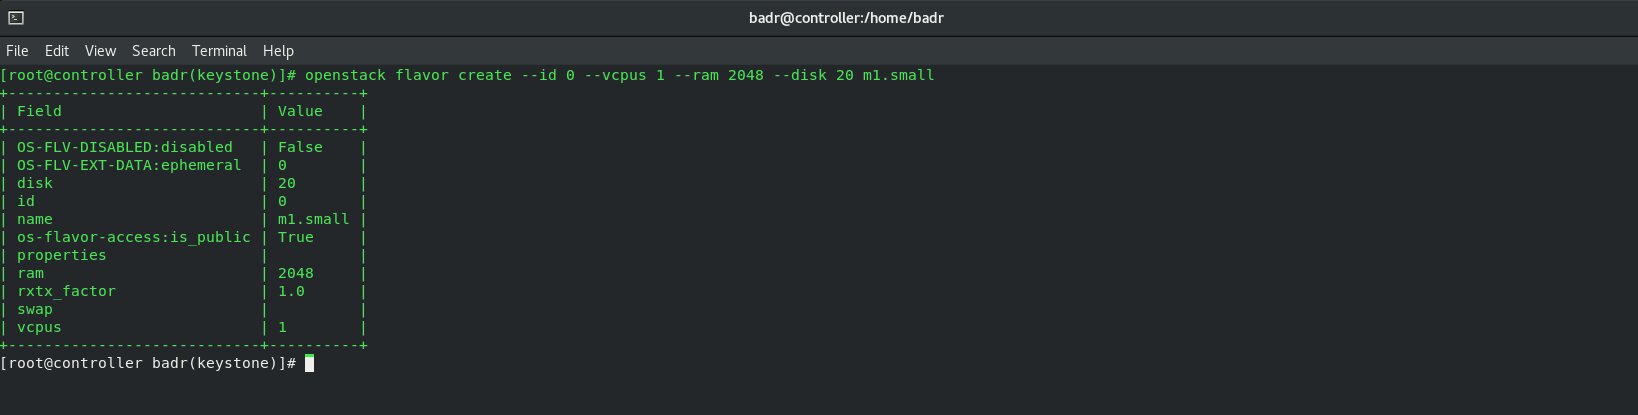 badr@controller:/home/badr
File Edit View Search Terminal Help
[root@controller badr(keystone)]# openstack flavor create --id 0 --vcpus 1 --ram 2048 --disk 20 m1.small
+----------------------------+----------+
| Field                      | Value    |
+----------------------------+----------+
| OS-FLV-DISABLED:disabled   | False    |
| OS-FLV-EXT-DATA:ephemeral  | 0        |
| disk                       | 20       |
| id                         | 0        |
| name                       | m1.small |
| os-flavor-access:is_public | True     |
| properties                 |          |
| ram                        | 2048     |
| rxtx_factor                | 1.0      |
| swap                       |          |
| vcpus                      | 1        |
+----------------------------+----------+
[root@controller badr(keystone)]#